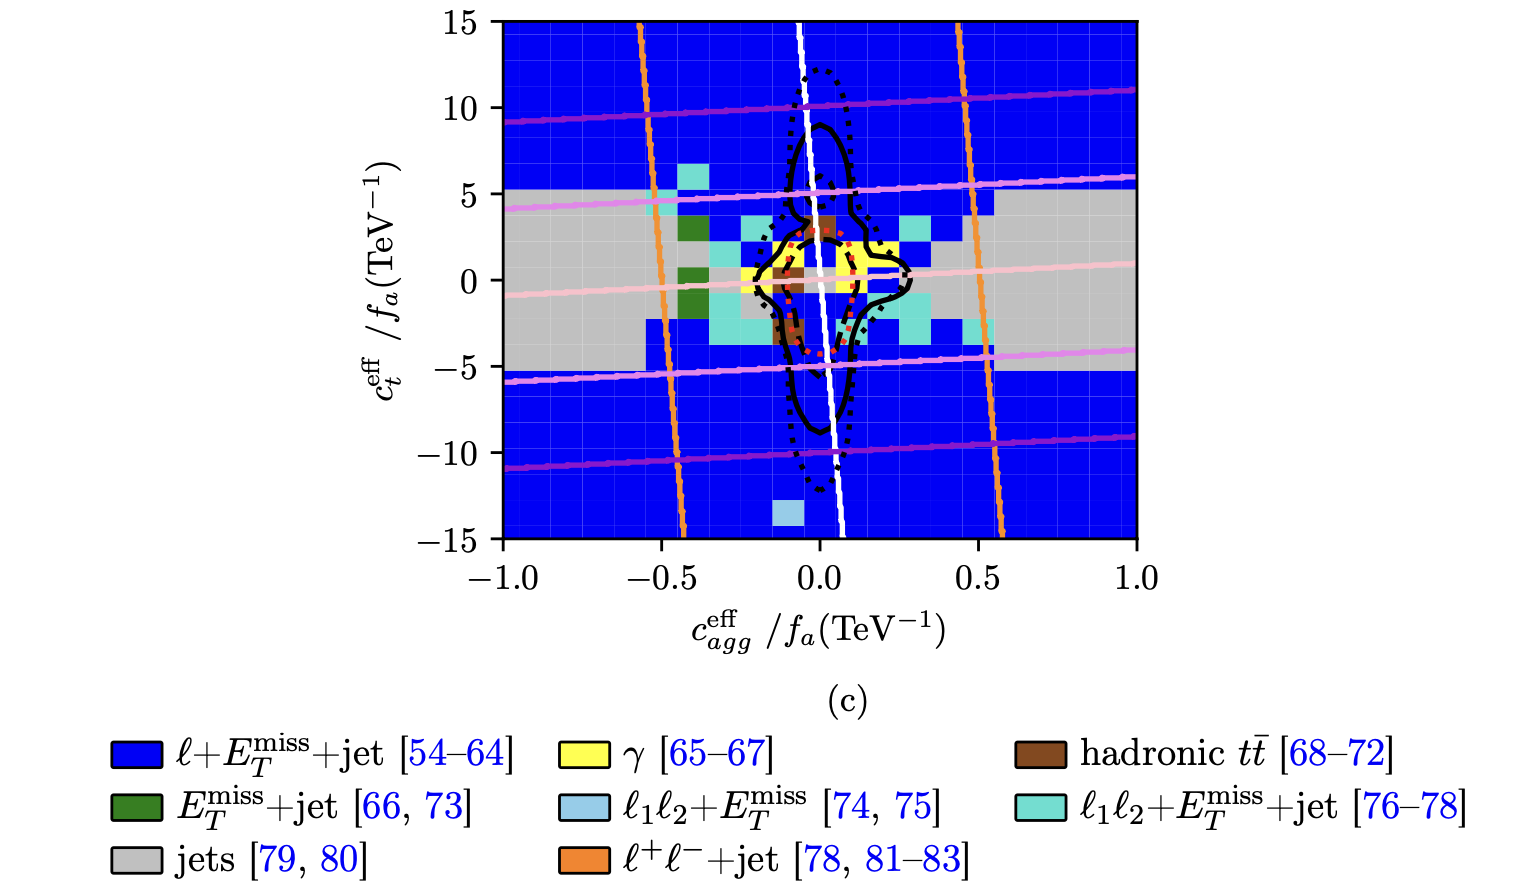 15
10
5
0
−5
−10
−15
c_t^eff /f_a(TeV^−1)
−1.0 −0.5 0.0 0.5 1.0
c_agg^eff /f_a(TeV^−1)
(c)
ℓ+E_T^miss+jet [54–64] γ [65–67] hadronic tt̄ [68–72]
E_T^miss+jet [66, 73] ℓ₁ℓ₂+E_T^miss [74, 75] ℓ₁ℓ₂+E_T^miss+jet [76–78]
jets [79, 80] ℓ⁺ℓ⁻+jet [78, 81–83]